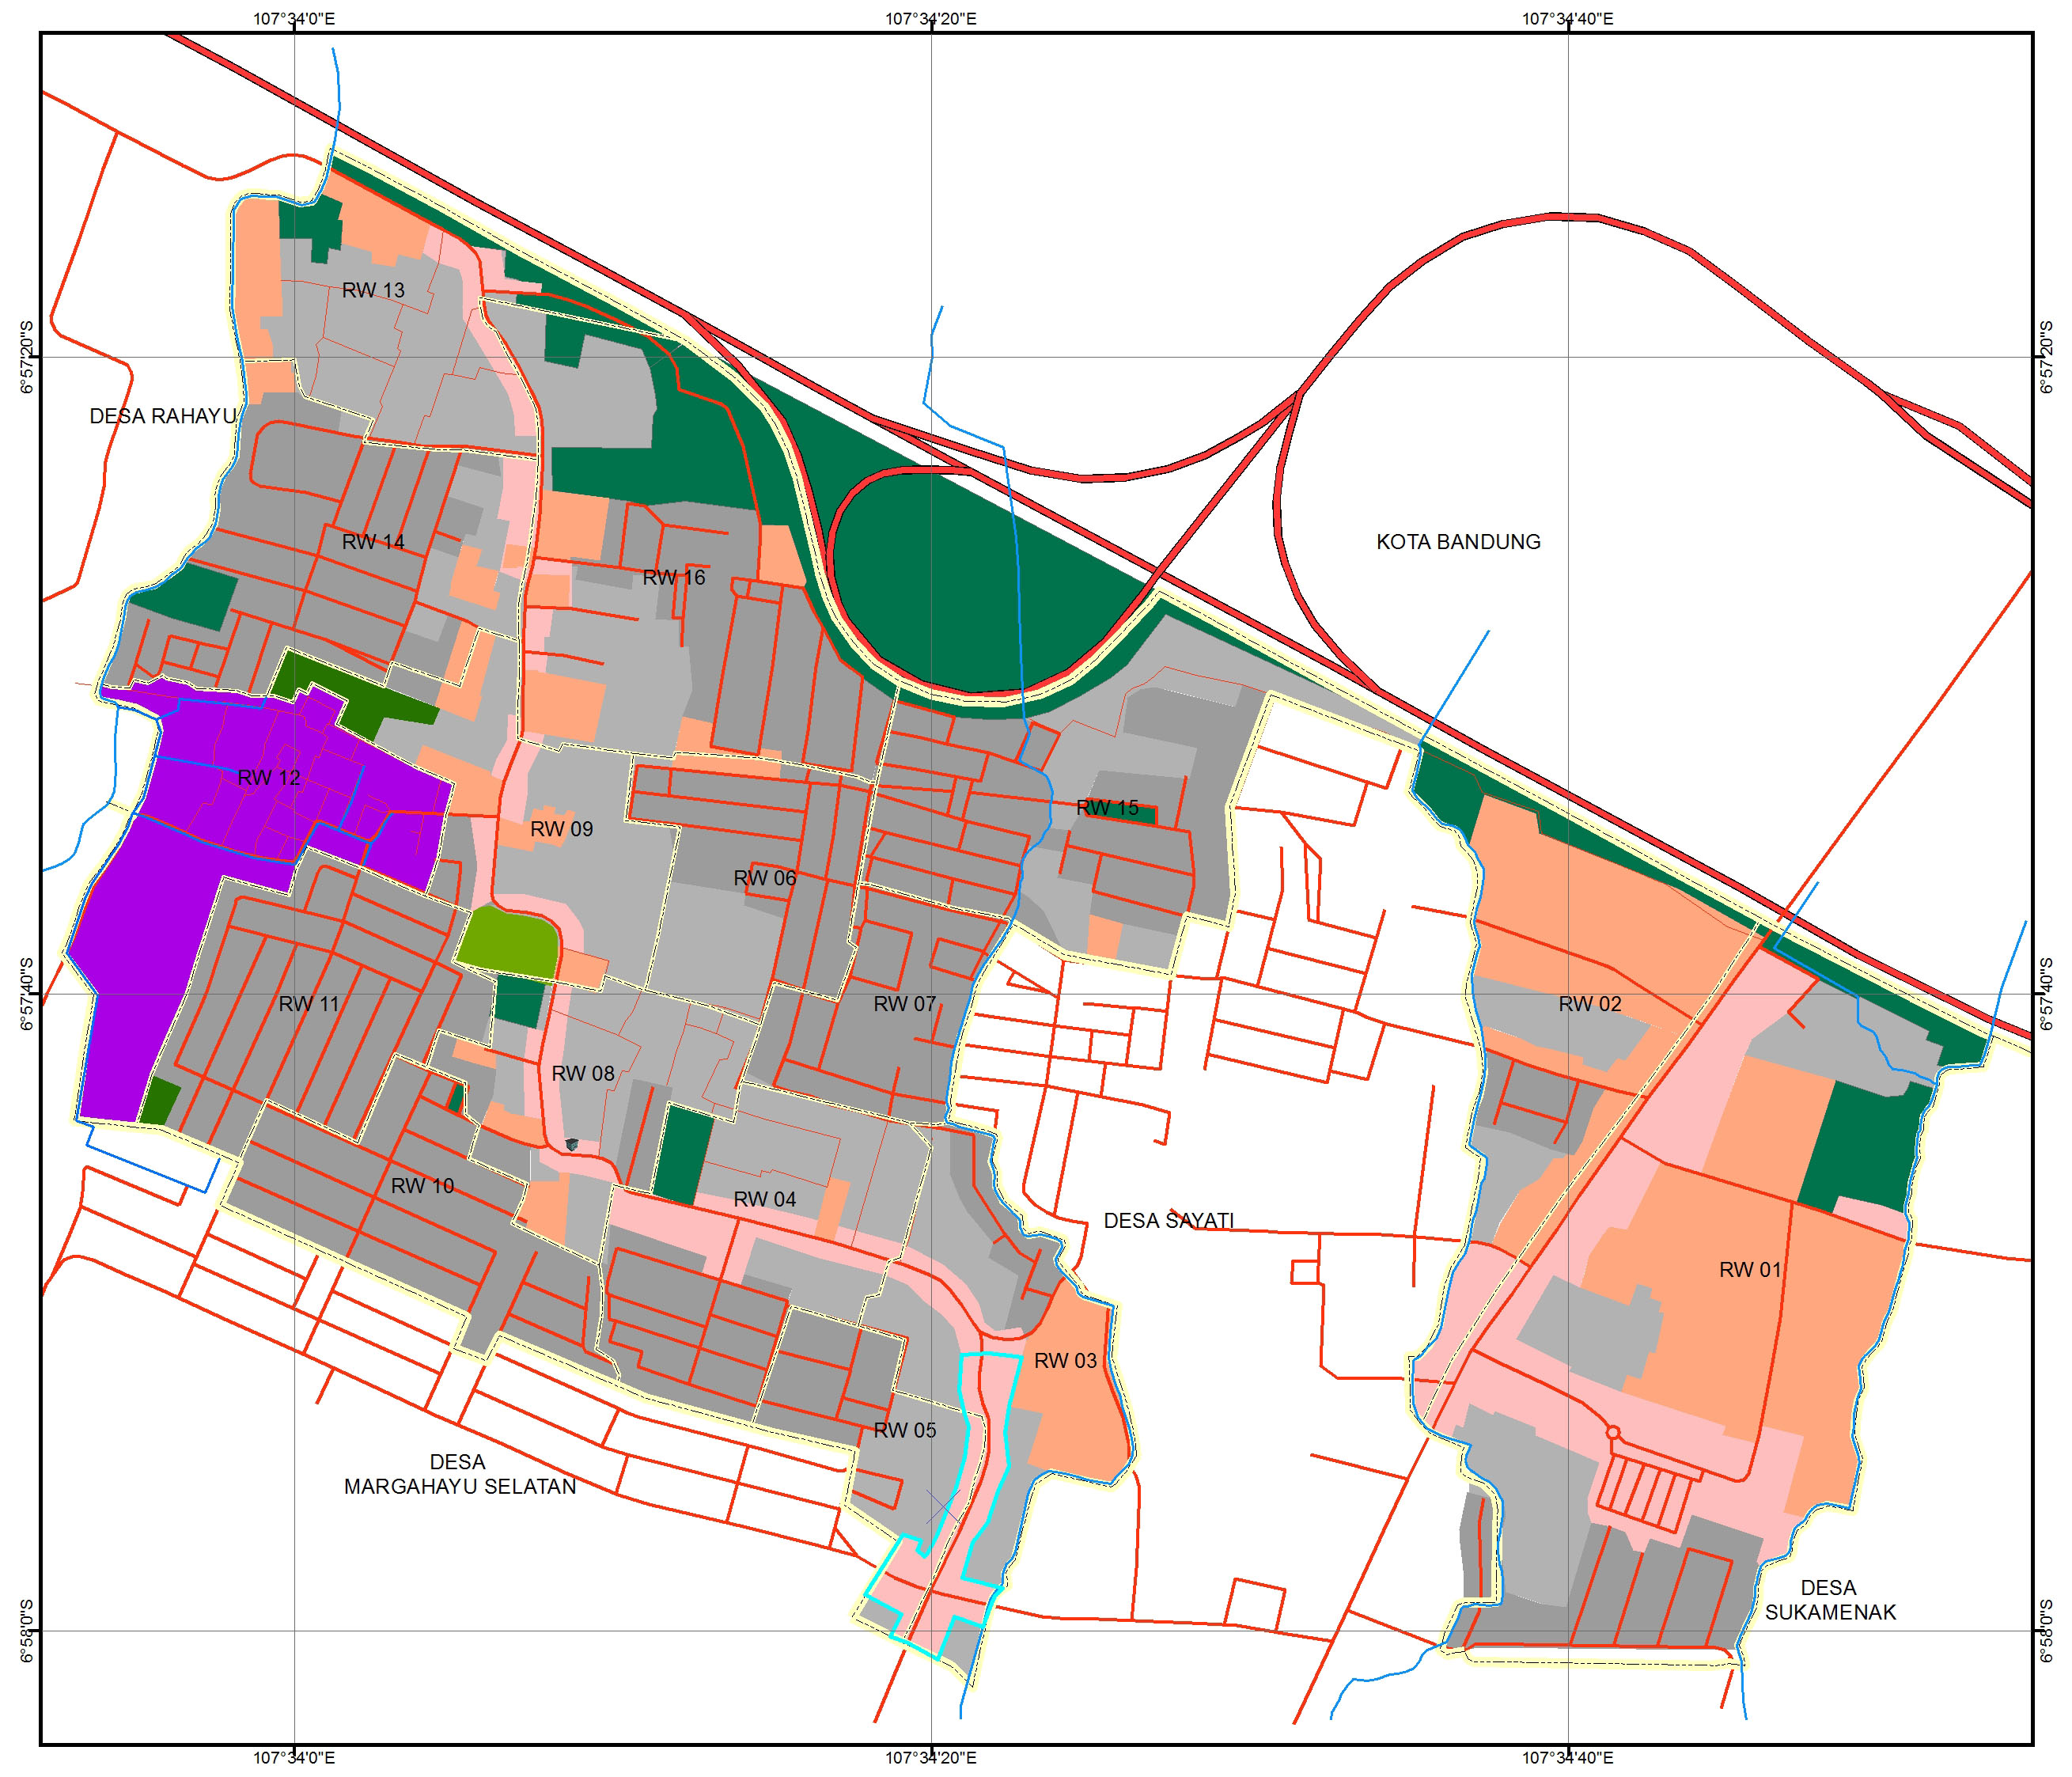 107°34'0"E
107°34'20"E
107°34'40"E
6°57'20"S
6°57'20"S
RW 13
DESA RAHAYU
RW 14
KOTA BANDUNG
RW 16
RW 12
RW 15
RW 09
RW 06
6°57'40"S
RW 11
RW 07
RW 02
6°57'40"S
RW 08
RW 10
RW 04
DESA SAYATI
RW 01
RW 03
RW 05
DESA
MARGAHAYU SELATAN
DESA
SUKAMENAK
6°58'0"S
6°58'0"S
107°34'0"E
107°34'20"E
107°34'40"E